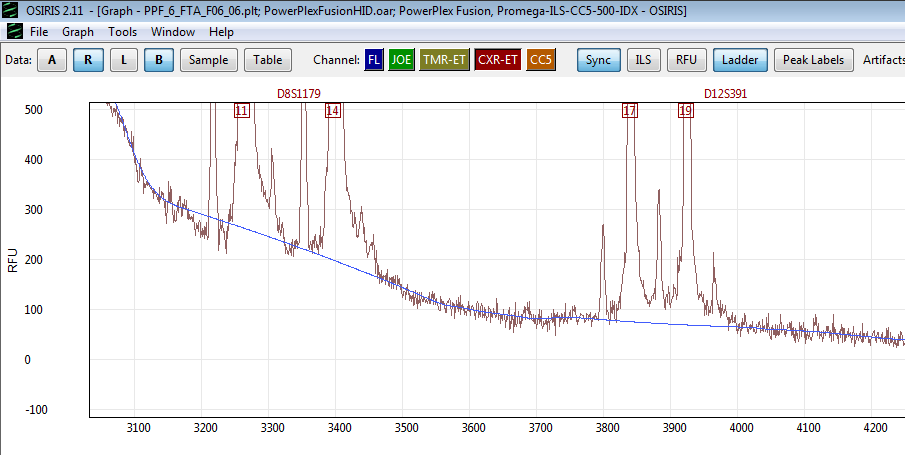 OSIRIS 2.11 - [Graph - PPF_6_FTA_F06_06.plt; PowerPlexFusionHID.oar; PowerPlex Fusion, Promega-ILS-CC5-500-IDX - OSIRIS]
File Graph Tools Window Help
Data: A R L B Sample Table Channel: FL JOE TMR-ET CXR-ET CC5 Sync ILS RFU Ladder Peak Labels Artifacts
D8S1179 D12S391
500 11 14 17 19
400
300
200
RFU
100
0
-100
3100 3200 3300 3400 3500 3600 3700 3800 3900 4000 4100 4200